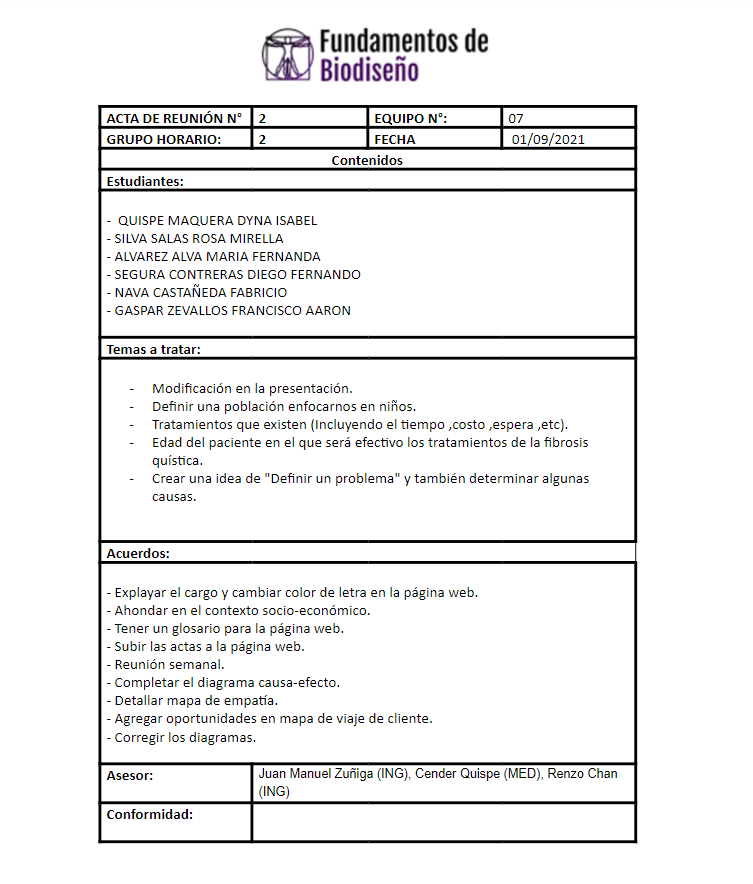 Fundamentos de
Biodiseño
ACTA DE REUNIÓN N° 2 EQUIPO N°: 07
GRUPO HORARIO: 2 FECHA 01/09/2021
Contenidos
Estudiantes:
- QUISPE MAQUERA DYNA ISABEL
- SILVA SALAS ROSA MIRELLA
- ALVAREZ ALVA MARIA FERNANDA
- SEGURA CONTRERAS DIEGO FERNANDO
- NAVA CASTAÑEDA FABRICIO
- GASPAR ZEVALLOS FRANCISCO AARON
Temas a tratar:
- Modificación en la presentación.
- Definir una población enfocarnos en niños.
- Tratamientos que existen (Incluyendo el tiempo ,costo ,espera ,etc).
- Edad del paciente en el que será efectivo los tratamientos de la fibrosis
quística.
- Crear una idea de "Definir un problema" y también determinar algunas
causas.
Acuerdos:
- Explayar el cargo y cambiar color de letra en la página web.
- Ahondar en el contexto socio-económico.
- Tener un glosario para la página web.
- Subir las actas a la página web.
- Reunión semanal.
- Completar el diagrama causa-efecto.
- Detallar mapa de empatía.
- Agregar oportunidades en mapa de viaje de cliente.
- Corregir los diagramas.
Asesor: Juan Manuel Zuñiga (ING), Cender Quispe (MED), Renzo Chan
(ING)
Conformidad: